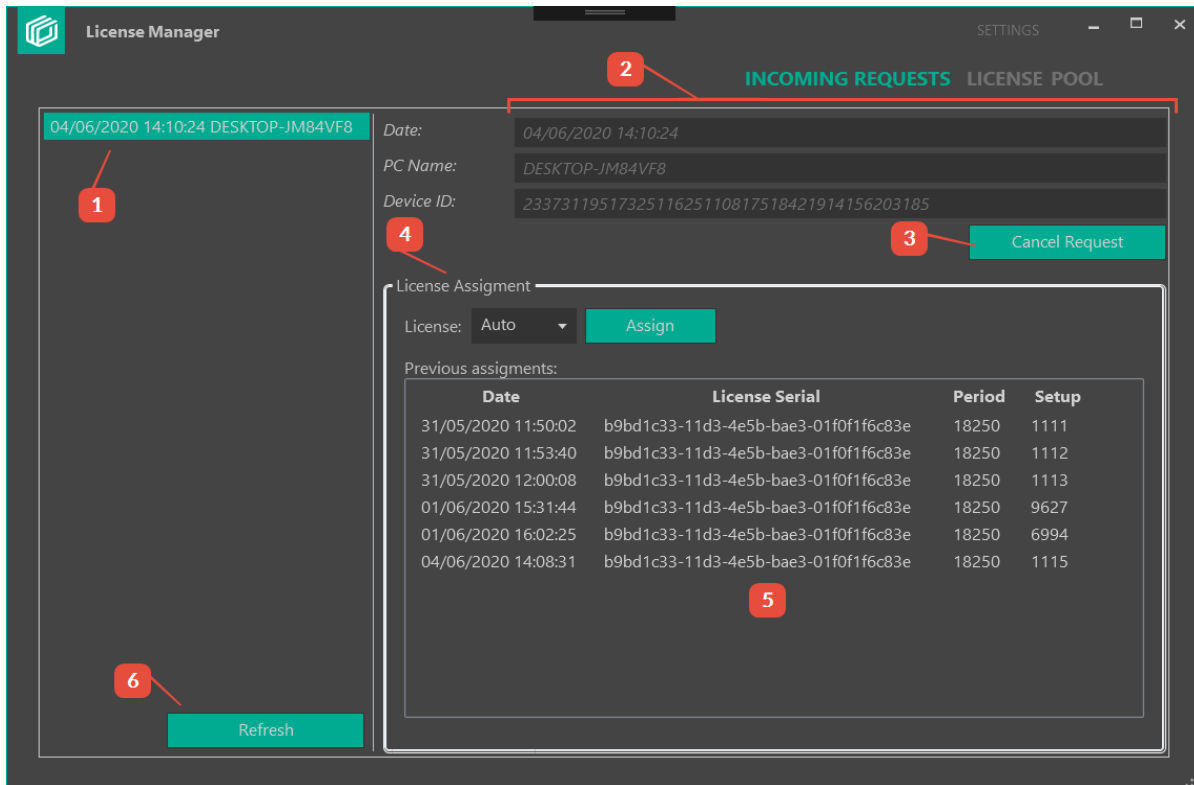 License Manager
SETTINGS
2
INCOMING REQUESTS LICENSE POOL
04/06/2020 14:10:24 DESKTOP-JM84VF8
1
Date: 04/06/2020 14:10:24
PC Name: DESKTOP-JM84VF8
Device ID: 2337311951732511625110817518421914156203185
4
3
Cancel Request
License Assigment
License: Auto Assign
Previous assigments:
Date License Serial Period Setup
31/05/2020 11:50:02 b9bd1c33-11d3-4e5b-bae3-01f0f1f6c83e 18250 1111
31/05/2020 11:53:40 b9bd1c33-11d3-4e5b-bae3-01f0f1f6c83e 18250 1112
31/05/2020 12:00:08 b9bd1c33-11d3-4e5b-bae3-01f0f1f6c83e 18250 1113
01/06/2020 15:31:44 b9bd1c33-11d3-4e5b-bae3-01f0f1f6c83e 18250 9627
01/06/2020 16:02:25 b9bd1c33-11d3-4e5b-bae3-01f0f1f6c83e 18250 6994
04/06/2020 14:08:31 b9bd1c33-11d3-4e5b-bae3-01f0f1f6c83e 18250 1115
5
6
Refresh